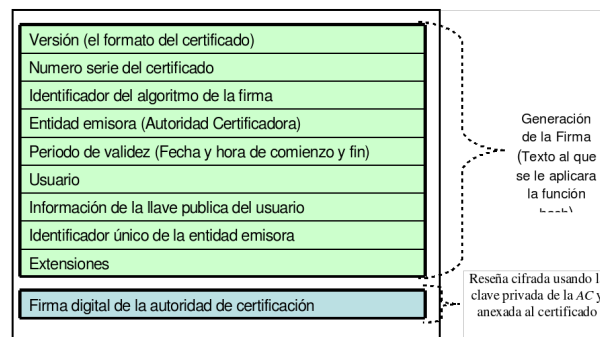 Versión (el formato del certificado)
Numero serie del certificado
Identificador del algoritmo de la firma
Entidad emisora (Autoridad Certificadora)
Periodo de validez (Fecha y hora de comienzo y fin)
Usuario
Información de la llave publica del usuario
Identificador único de la entidad emisora
Extensiones
Firma digital de la autoridad de certificación
Generación
de la Firma
(Texto al que
se le aplicara
la función
Reseña cifrada usando
clave privada de la AC
anexada al certificado